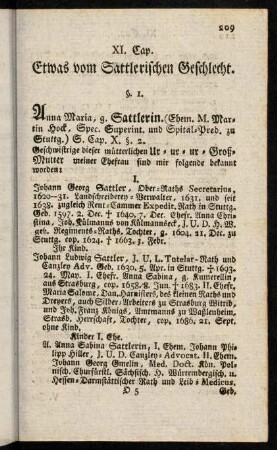 209
XI. Cap.
Etwas vom Sattlerischen Geschlecht.
§. 1.
Anna Maria, g. Sattlerin. (Ehem. M. Mar-
tin Hock, Spec. Superint. und Spital-Pred. zu
Stuttg.) S. Cap. X. §. 2.
Geschwistrige dieser mütterlichen Ur-ur-ur-Groß-
Mutter meiner Ehefrau sind mir folgende bekannt
worden:
I.
Johann Georg Sattler, Ober-Raths Secretarius,
1620-31. Landschreiberey-Verwalter, 1631. und seit
1638. zugleich Rent-Cammer Expedit. Rath in Stuttg.
Geb. 1597. 2. Dec. † 1640. 7. Dec. Ehefr. Anna Chri-
stina, Joh. Külmanns von Külmanseck, J. U. D. H. W.
geh. Regiments-Raths, Tochter, g. 1604. 21. Dec. zu
Stuttg. cop. 1624. † 1663. 3. Febr.
Ihr Kind.
Johann Ludwig Sattler, J. U. L. Tutelar-Rath und
Canzley Adv. Geb. 1630. 5. Apr. in Stuttg. † 1693.
24. May. I. Ehefr. Anna Sabina, g. Kumrellin,
aus Strasburg, cop. 1658. 8. Jun † 1683. II. Ehefr.
Maria Salome, Dan. Harnisters, des kleinen Raths und
Dreyers, auch Silber-Arbeiters zu Strasburg Wittib,
und Joh. Franz Königs, Amtmanns zu Waßlenheim,
Strasb. Herrschaft, Tochter, cop. 1686. 21. Sept.
ohne Kind.
Kinder I. Ehe.
A. Anna Sabina Sattlerin, I. Ehem. Johann Phi-
lipp Hiller, J. U. D. Canzley-Advocat. II. Ehem.
Johann Georg Gmelin, Med. Doct. Kön. Pol-
nisch. Churfürstl. Sächsisch. H. Würtembergisch. u.
Hessen-Darmstättischer Rath und Leib-Medicus.
O 5 Geb.